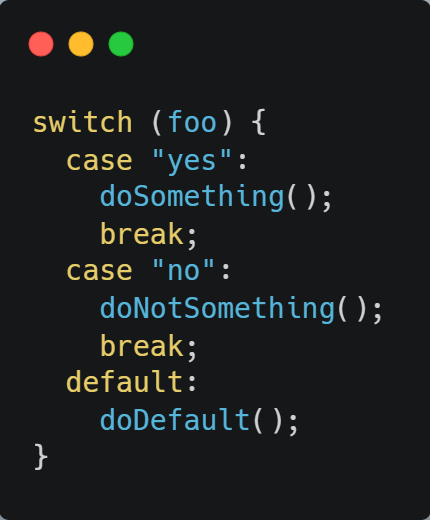 switch (foo) {
  case "yes":
    doSomething();
    break;
  case "no":
    doNotSomething();
    break;
  default:
    doDefault();
}